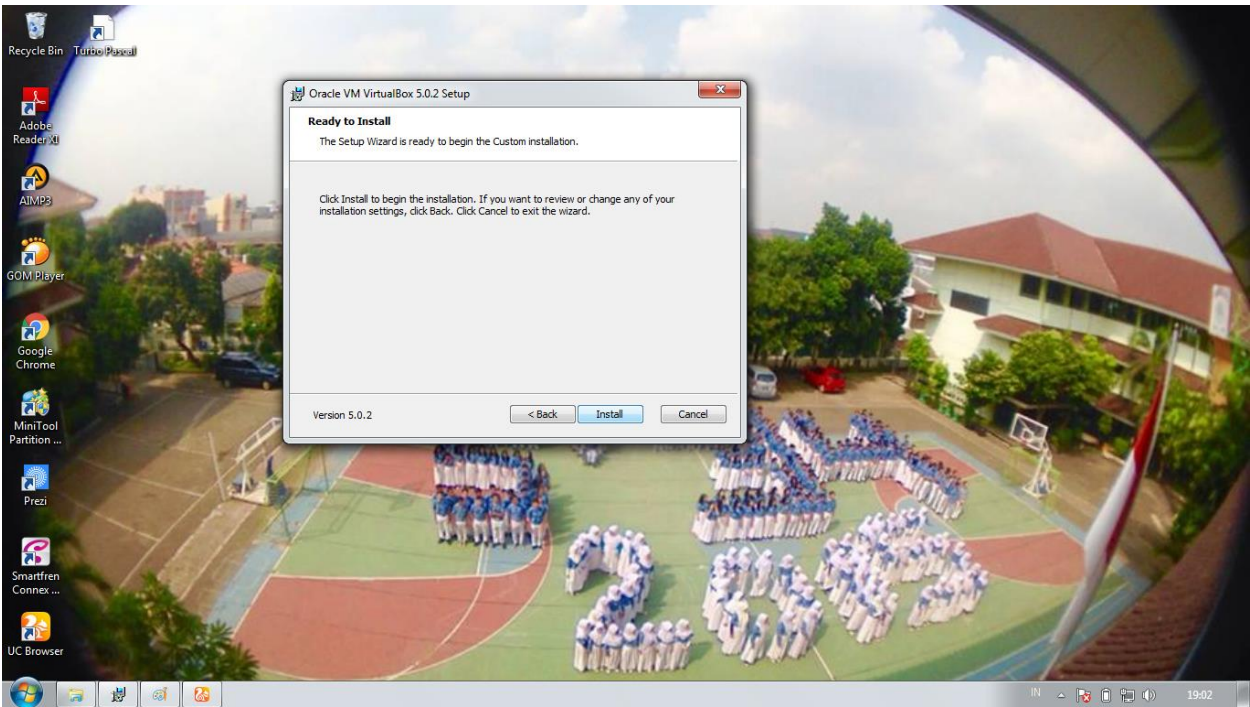 Recycle Bin
Turbo Pascal
Adobe
Reader XI
AIMP3
GOM Player
Google
Chrome
MiniTool
Partition ...
Prezi
Smartfren
Connex ...
UC Browser
Oracle VM VirtualBox 5.0.2 Setup
Ready to Install
The Setup Wizard is ready to begin the Custom installation.
Click Install to begin the installation. If you want to review or change any of your
installation settings, click Back. Click Cancel to exit the wizard.
Version 5.0.2
< Back
Install
Cancel
IN
19:02